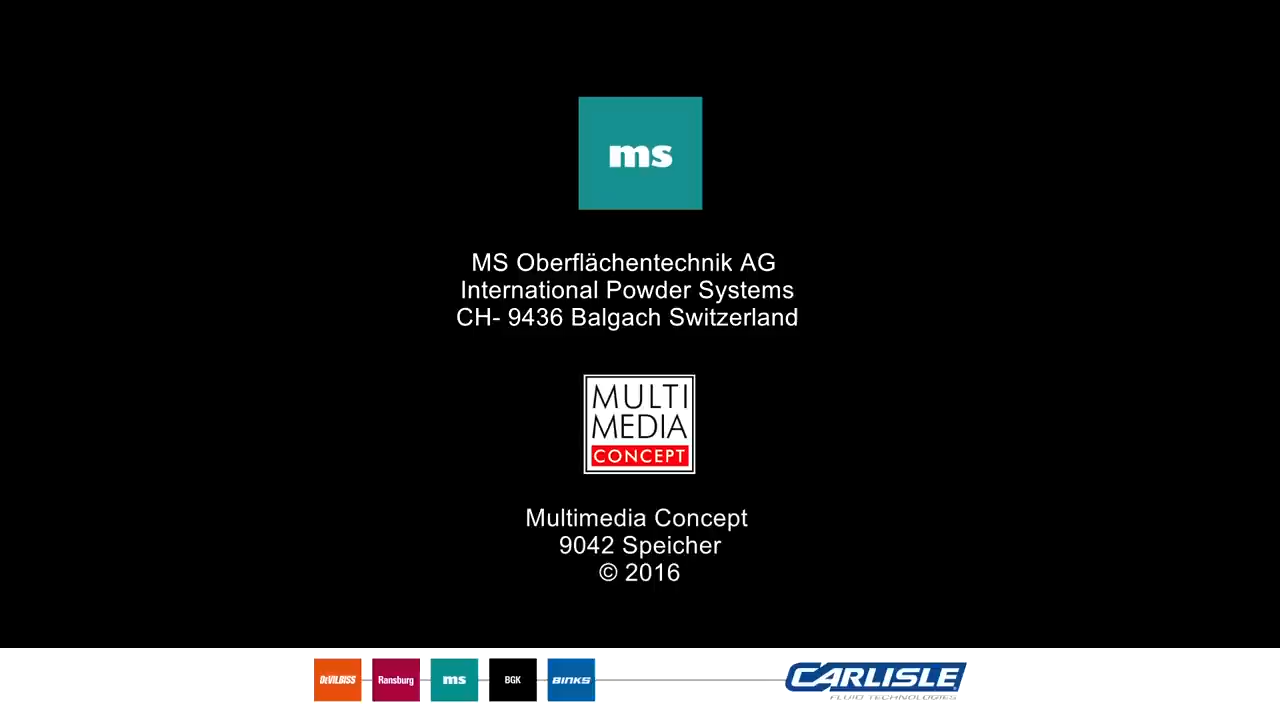 ms
MS Oberflächentechnik AG
International Powder Systems
CH- 9436 Balgach Switzerland
MULTI
MEDIA
CONCEPT
Multimedia Concept
9042 Speicher
© 2016
DeVILBISS Ransburg ms BGK BINKS CARLISLE
FLUID TECHNOLOGIES